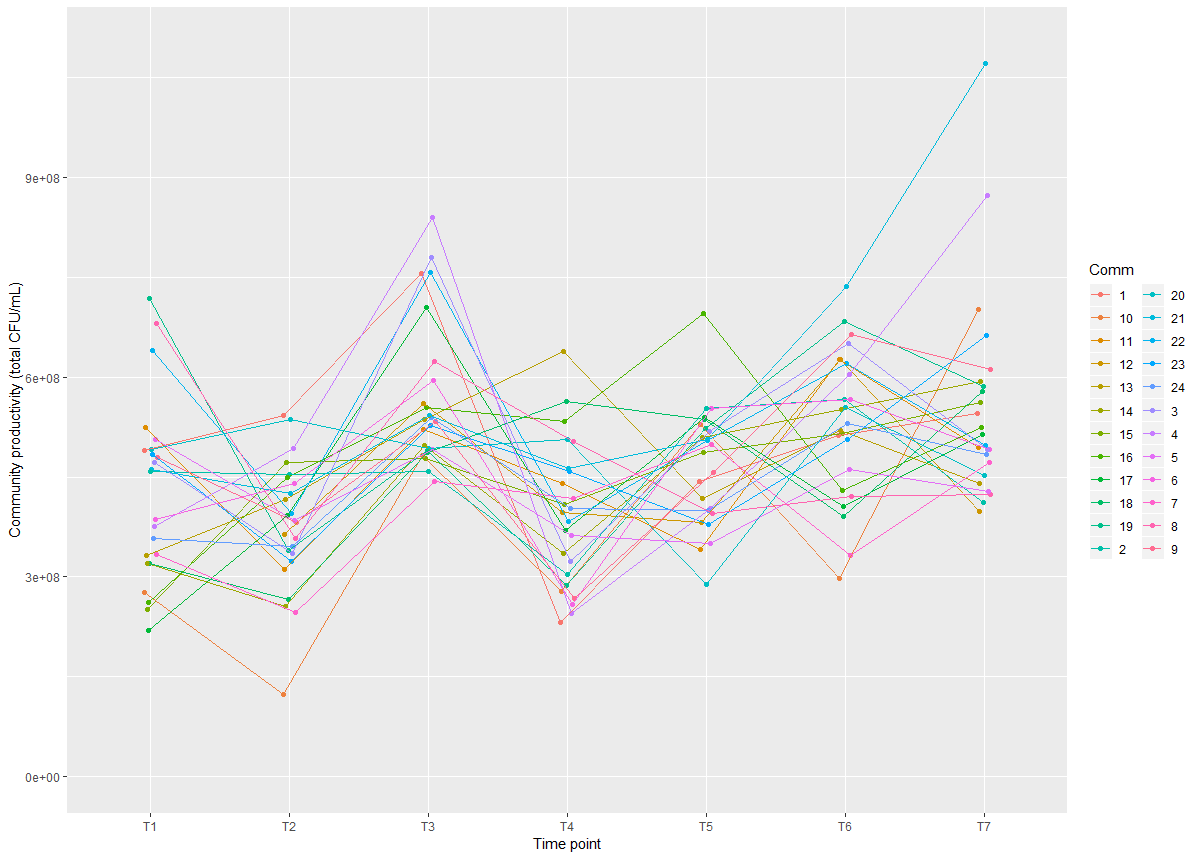 Community productivity (total CFU/mL)
9e+08
6e+08
3e+08
0e+00
T1 T2 T3 T4 T5 T6 T7
Time point
Comm
1 20
10 21
11 22
12 23
13 24
14 3
15 4
16 5
17 6
18 7
19 8
2 9